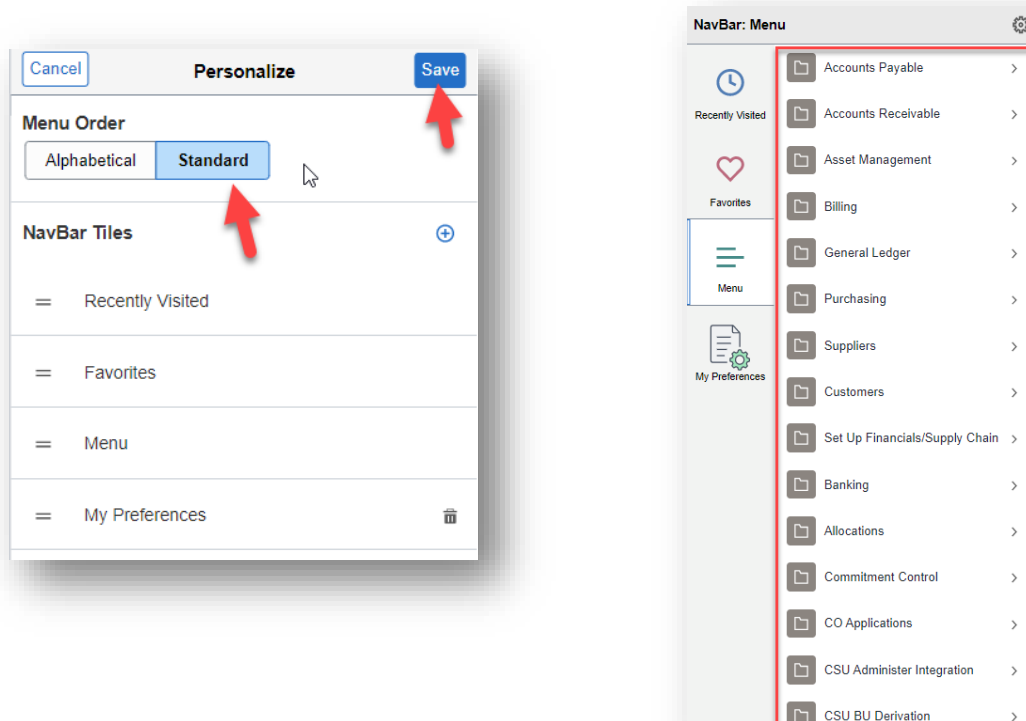 Cancel
Personalize
Save
Menu Order
Alphabetical
Standard
NavBar Tiles
Recently Visited
Favorites
Menu
My Preferences
NavBar: Menu
Recently Visited
Favorites
Menu
My Preferences
Accounts Payable
Accounts Receivable
Asset Management
Billing
General Ledger
Purchasing
Suppliers
Customers
Set Up Financials/Supply Chain
Banking
Allocations
Commitment Control
CO Applications
CSU Administer Integration
CSU BU Derivation